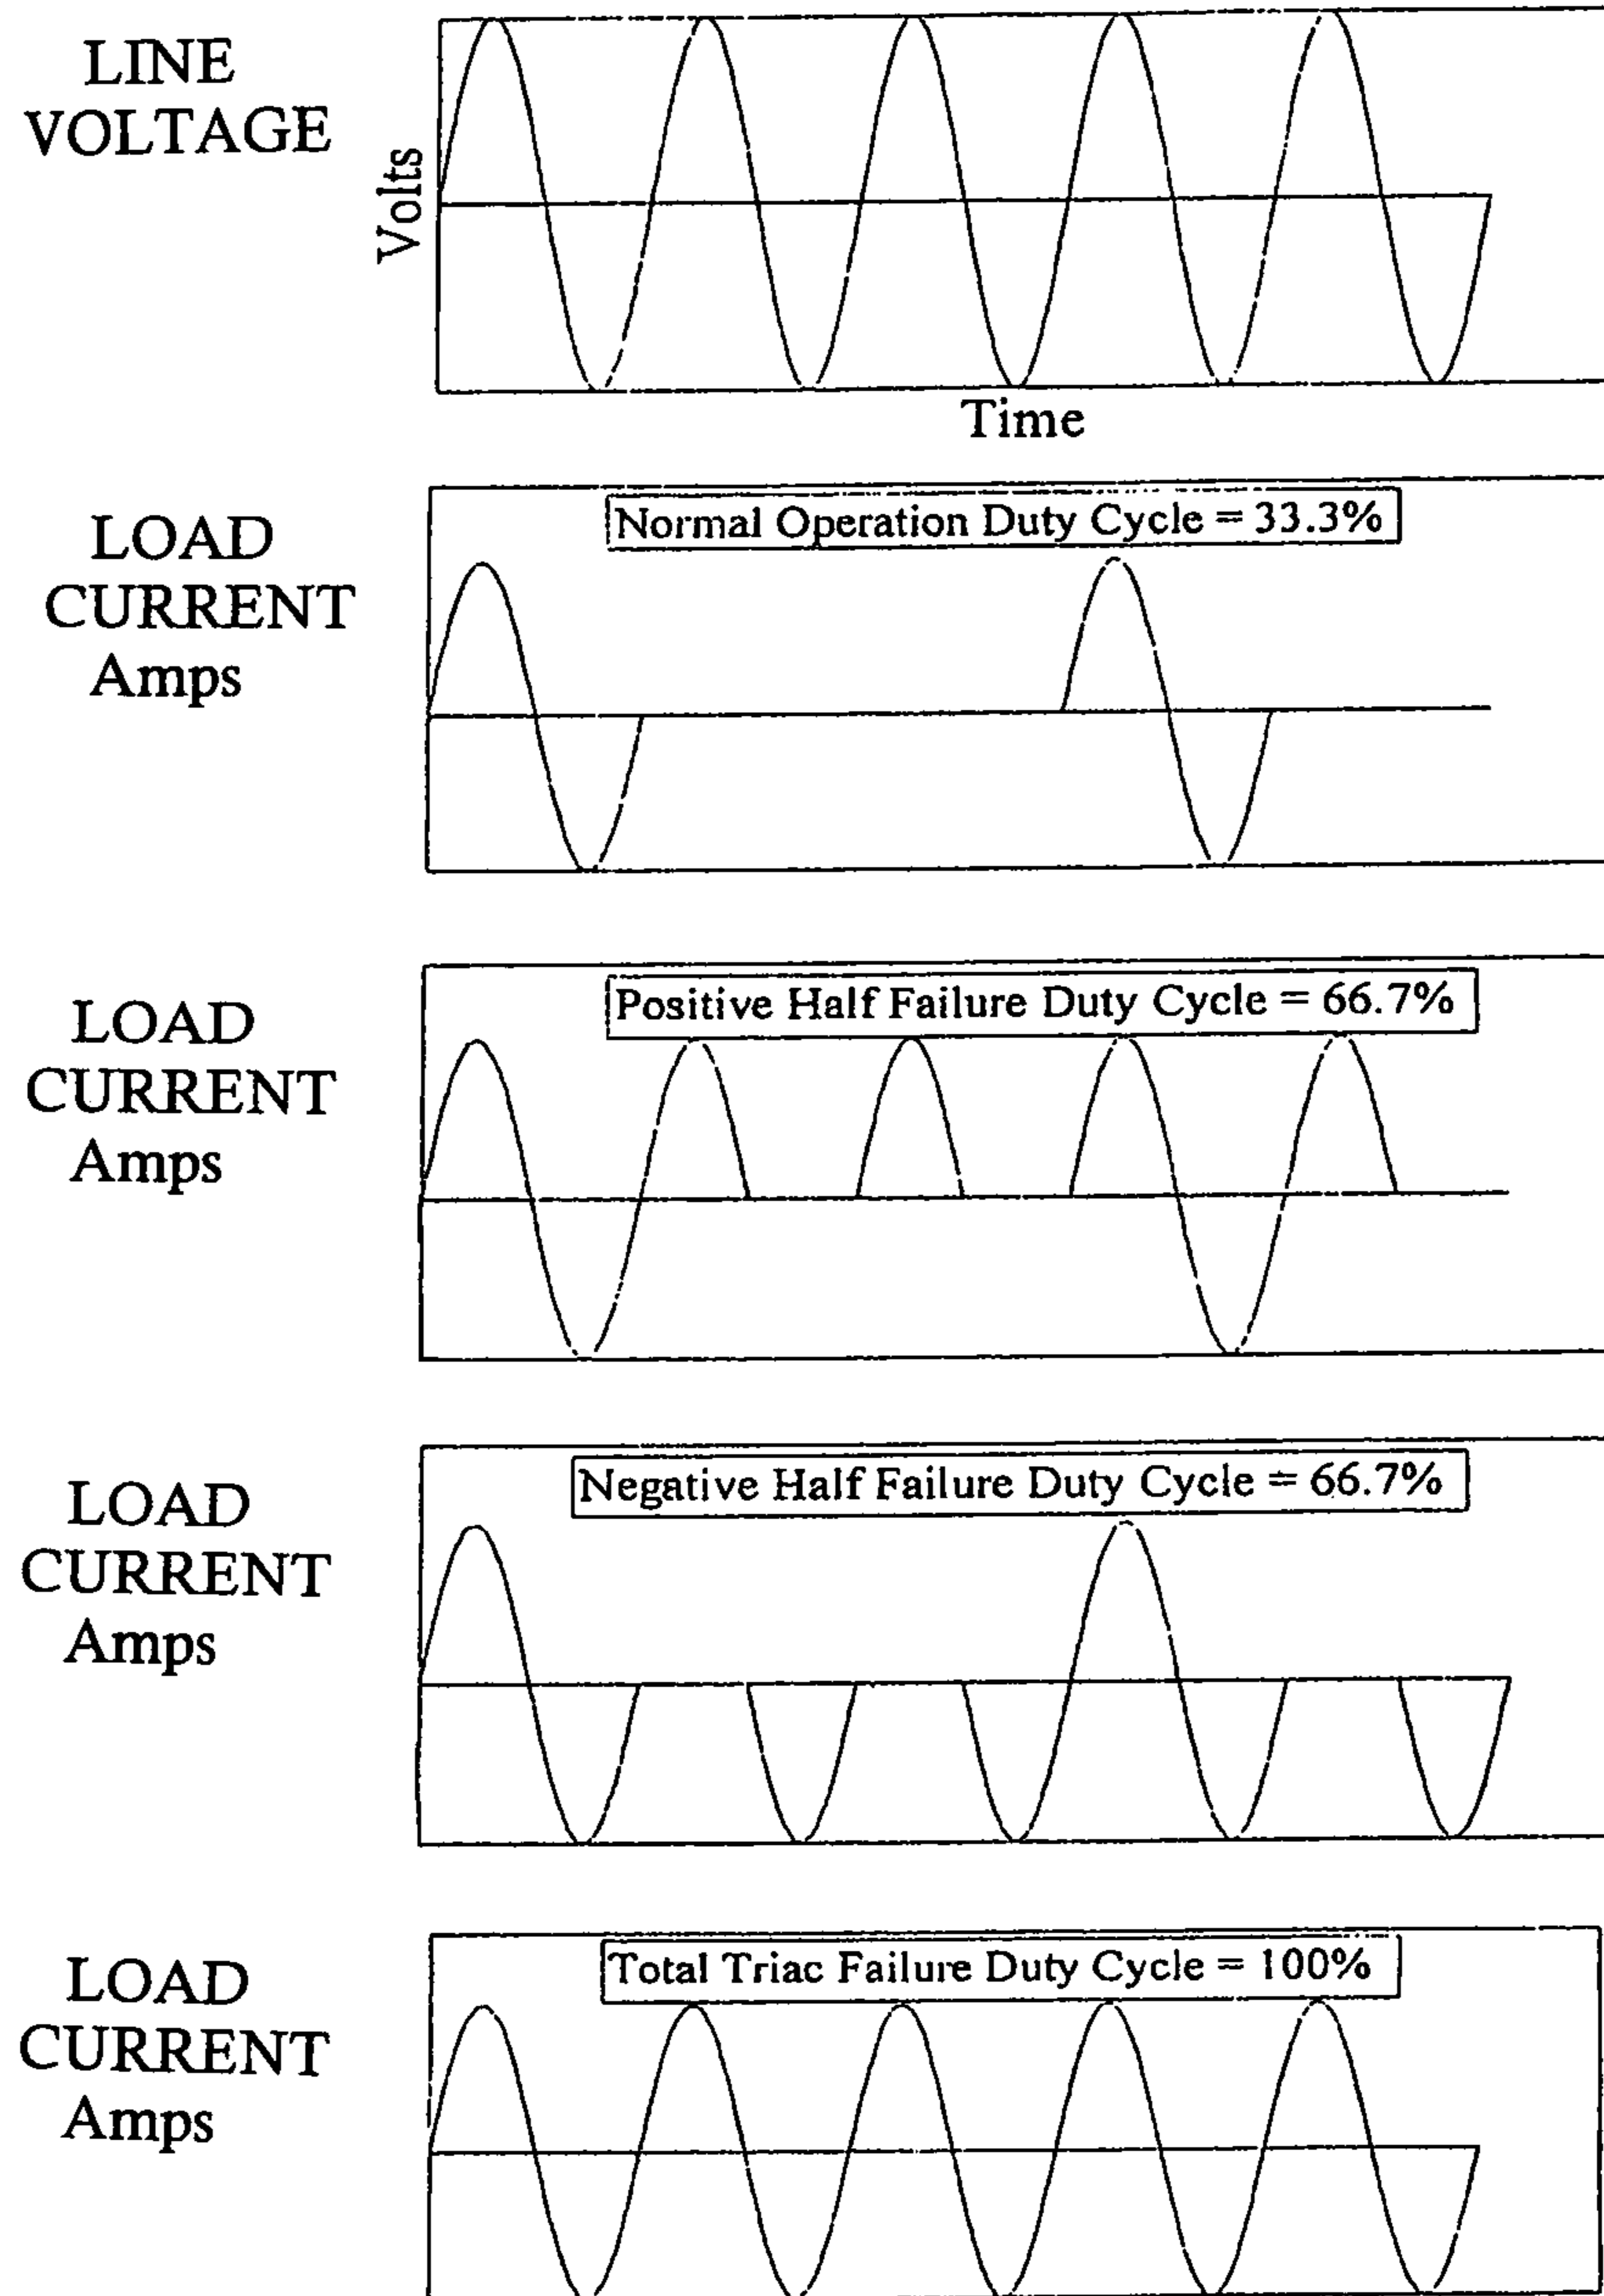 LINE
VOLTAGE
Volts
Time
LOAD
CURRENT
Amps
Normal Operation Duty Cycle = 33.3%
LOAD
CURRENT
Amps
Positive Half Failure Duty Cycle = 66.7%
LOAD
CURRENT
Amps
Negative Half Failure Duty Cycle = 66.7%
LOAD
CURRENT
Amps
Total Triac Failure Duty Cycle = 100%